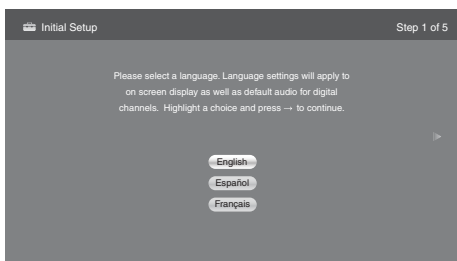 Initial Setup
Step 1 of 5
Please select a language. Language settings will apply to
on screen display as well as default audio for digital
channels. Highlight a choice and press → to continue.
English
Español
Français